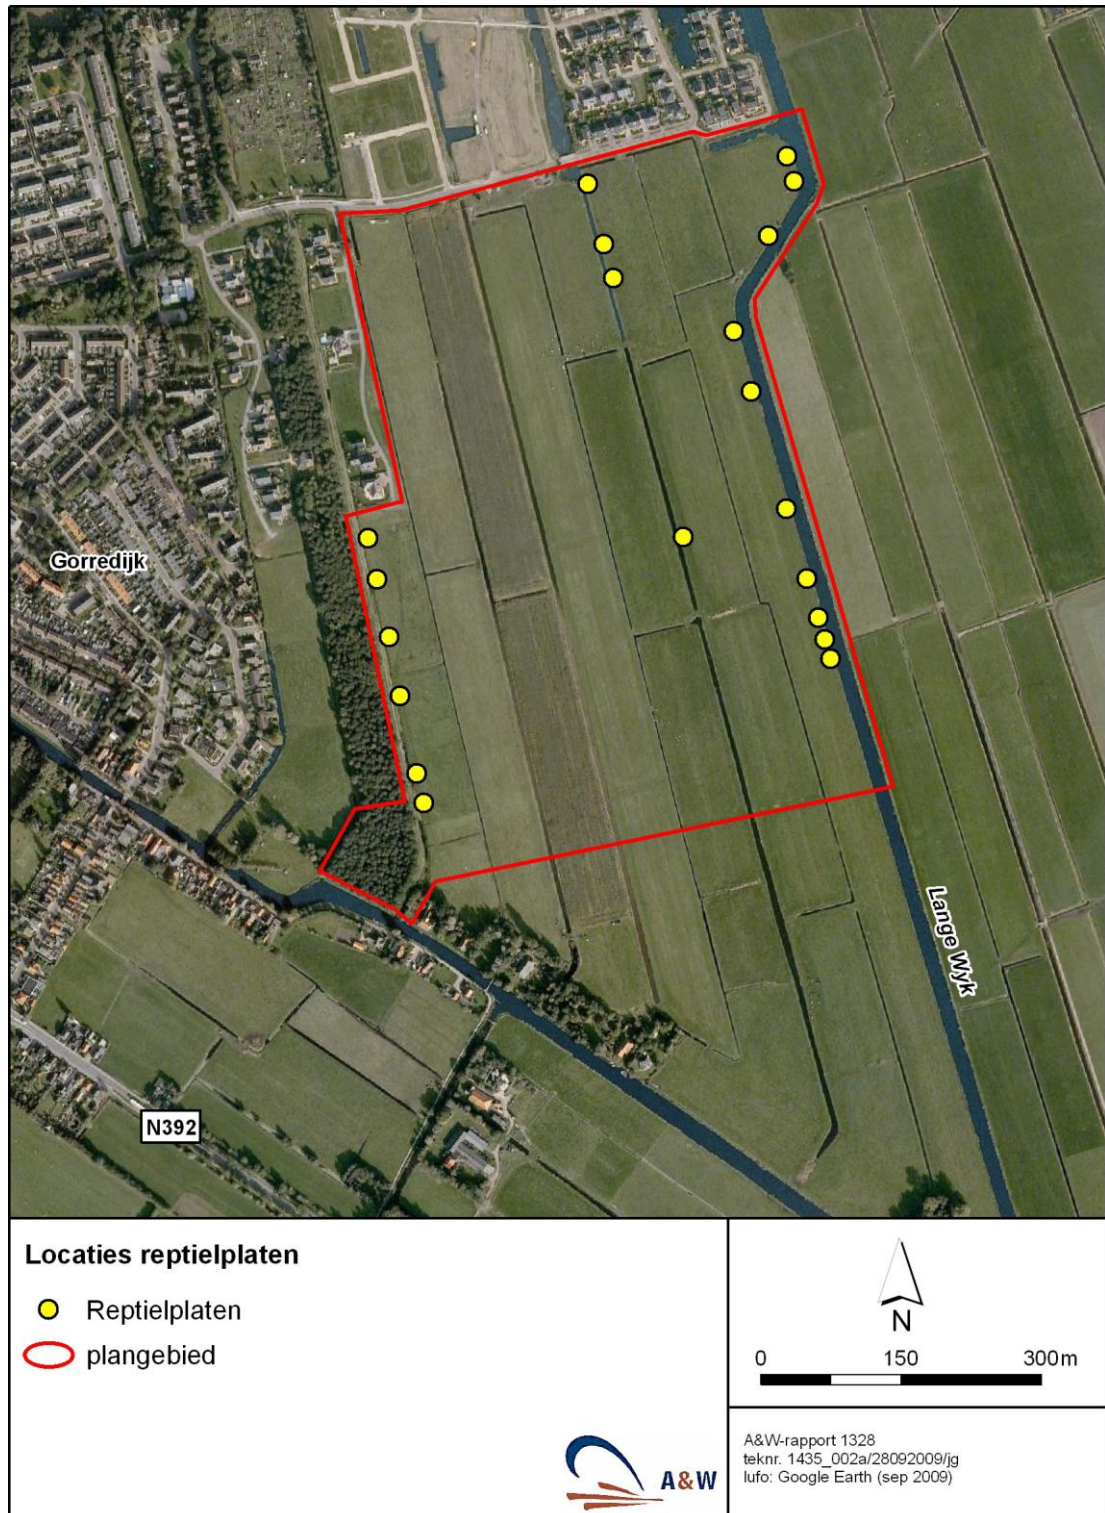 Gorredijk
Lange Wyk
N392
Locaties reptielplaten
Reptielplaten
plangebied
N
0 150 300m
A&W
A&W-rapport 1328
teknr. 1435_002a/28092009/jg
lufo: Google Earth (sep 2009)